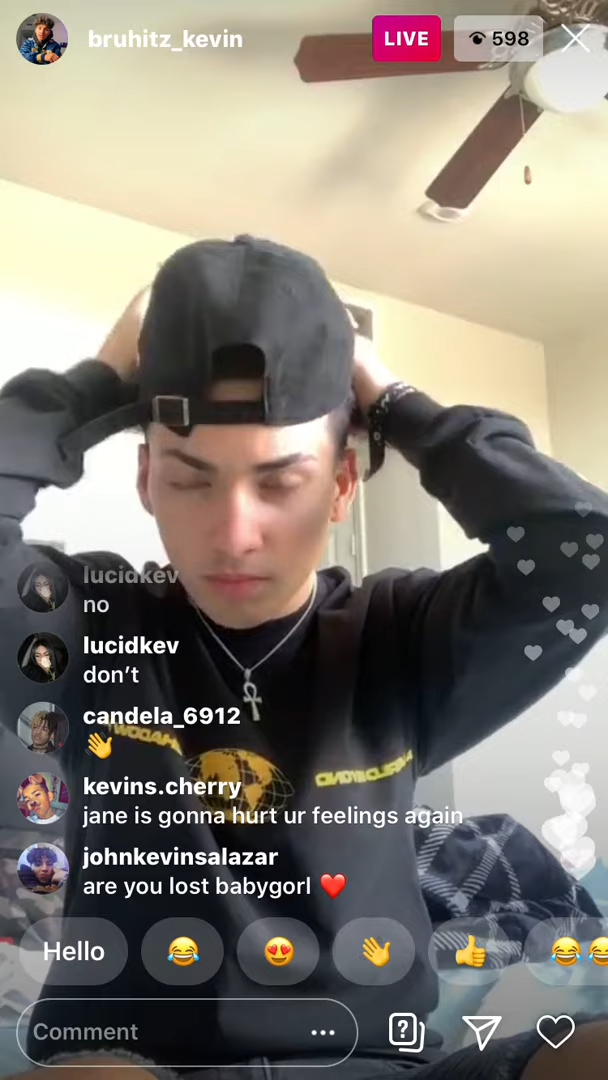 bruhitz_kevin
LIVE
598
lucidkev
no
lucidkev
don't
candela_6912
👋
kevins.cherry
jane is gonna hurt ur feelings again
johnkevinsalazar
are you lost babygorl ❤️
Hello 😂 😍 👋 👍 😂 😂
Comment